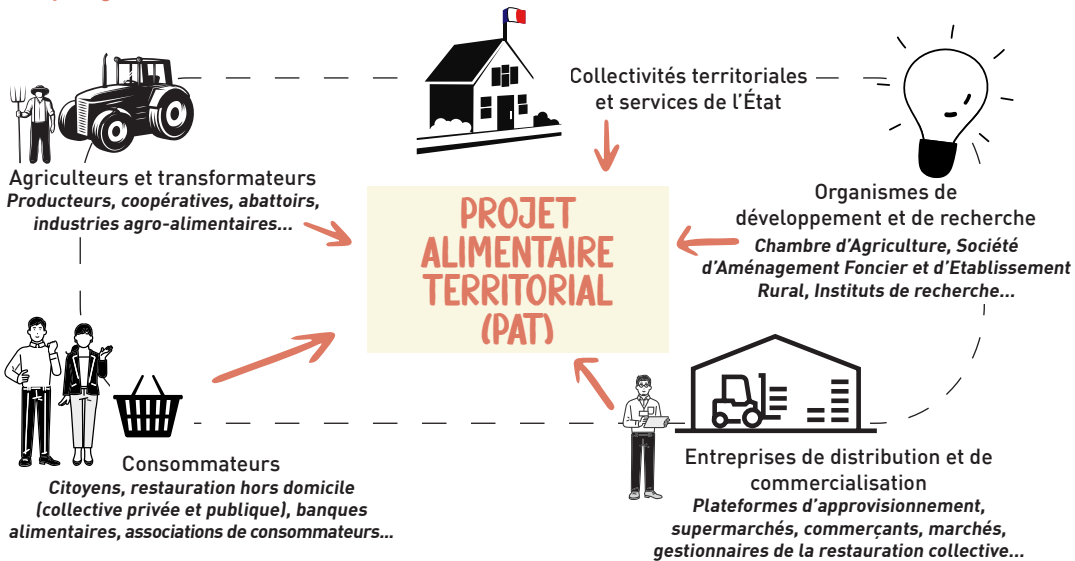 Collectivités territoriales
et services de l'État
Agriculteurs et transformateurs
Producteurs, coopératives, abattoirs,
industries agro-alimentaires...
PROJET
ALIMENTAIRE
TERRITORIAL
(PAT)
Organismes de
développement et de recherche
Chambre d'Agriculture, Société
d'Aménagement Foncier et d'Etablissement
Rural, Instituts de recherche...
Consommateurs
Citoyens, restauration hors domicile
(collective privée et publique), banques
alimentaires, associations de consommateurs...
Entreprises de distribution et de
commercialisation
Plateformes d'approvisionnement,
supermarchés, commerçants, marchés,
gestionnaires de la restauration collective...